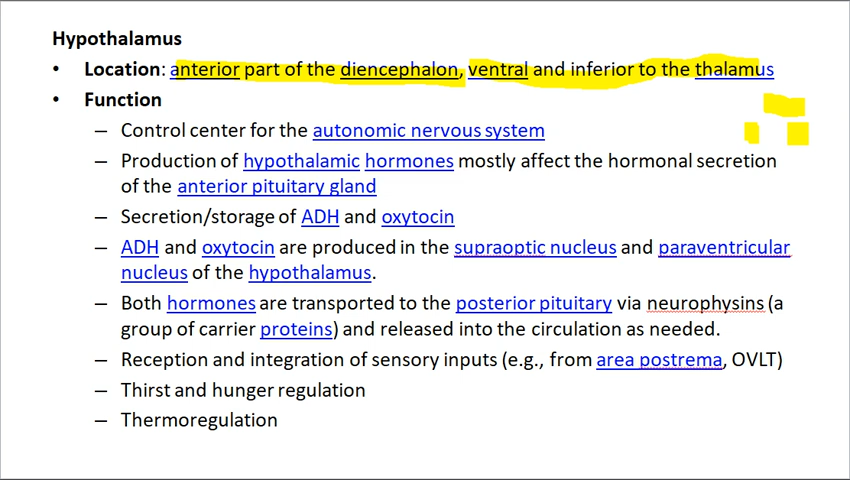 Hypothalamus
• Location: anterior part of the diencephalon, ventral and inferior to the thalamus
• Function
– Control center for the autonomic nervous system
– Production of hypothalamic hormones mostly affect the hormonal secretion
of the anterior pituitary gland
– Secretion/storage of ADH and oxytocin
– ADH and oxytocin are produced in the supraoptic nucleus and paraventricular
nucleus of the hypothalamus.
– Both hormones are transported to the posterior pituitary via neurophysins (a
group of carrier proteins) and released into the circulation as needed.
– Reception and integration of sensory inputs (e.g., from area postrema, OVLT)
– Thirst and hunger regulation
– Thermoregulation